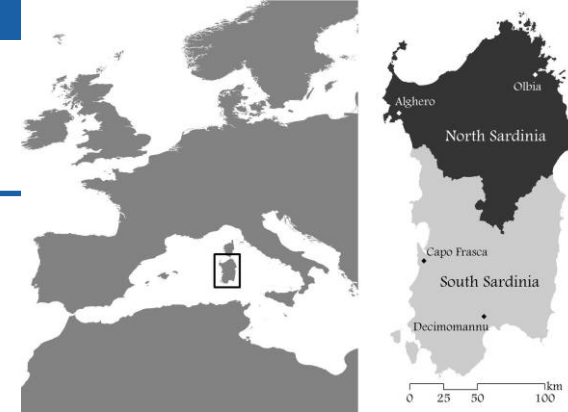 Olbia
Alghero
North Sardinia
Capo Frasca
South Sardinia
Decimomannu
km
0 25 50 100